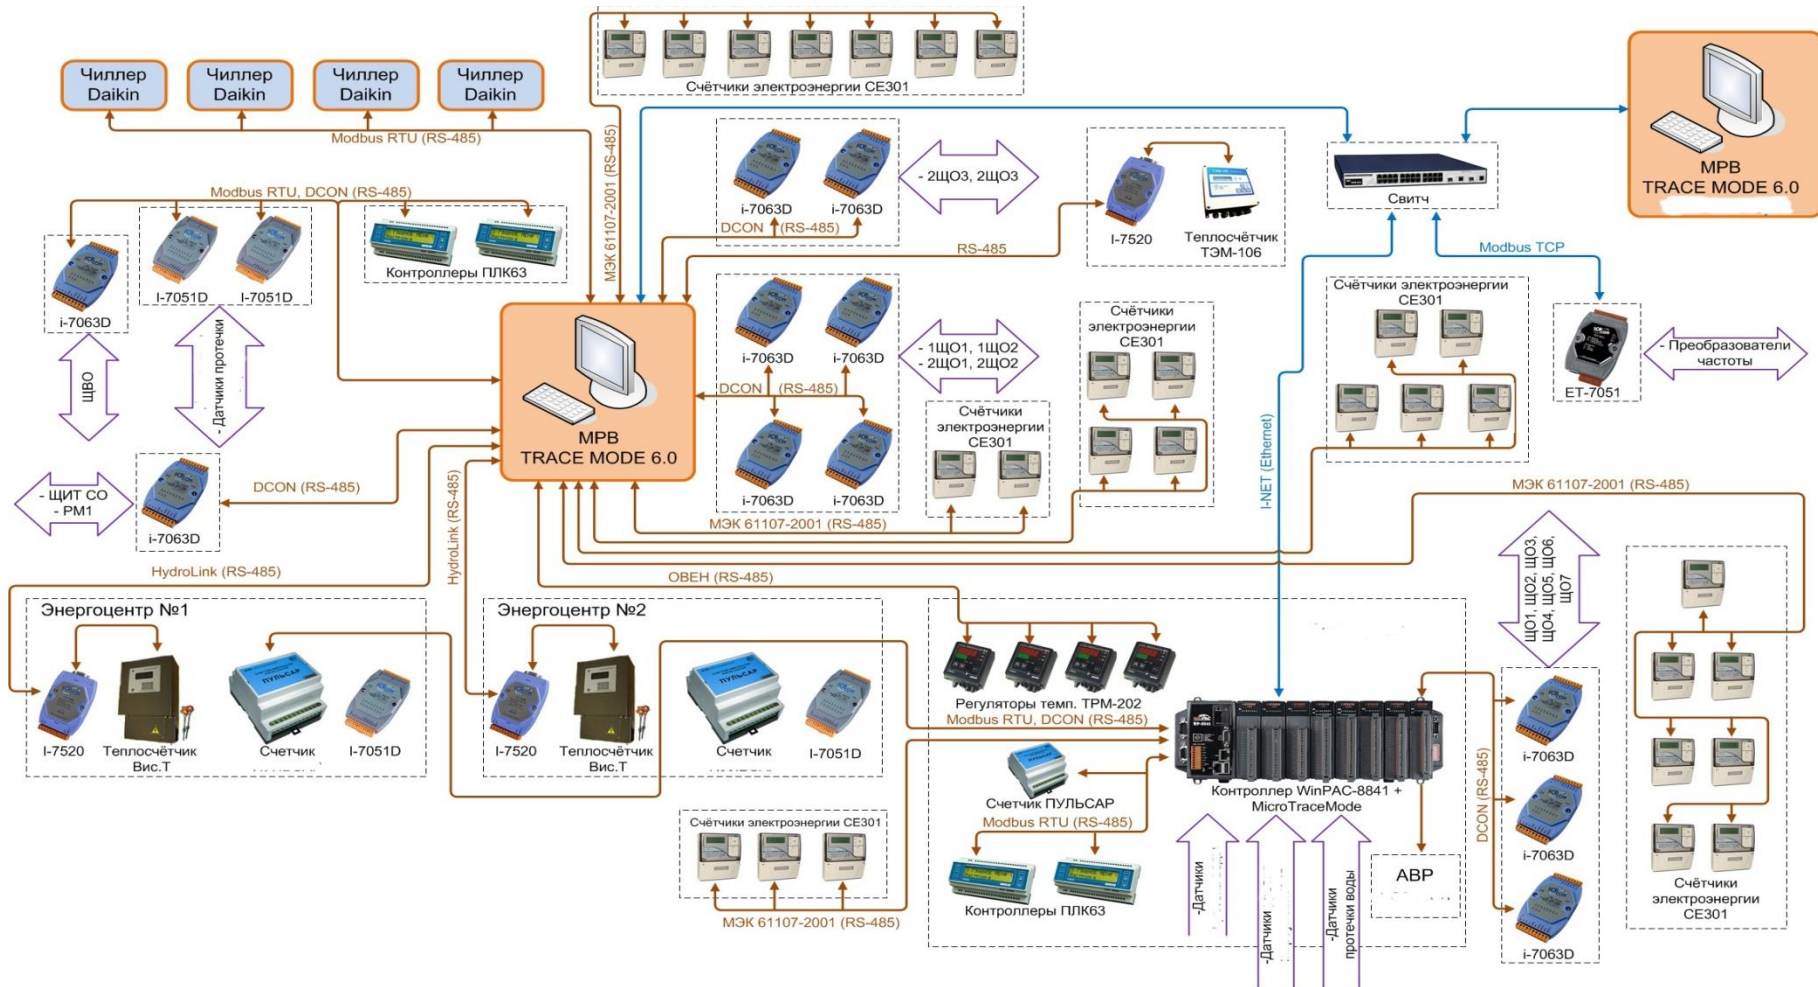 Счётчики электроэнергии СЕ301
Чиллер
Daikin
Чиллер
Daikin
Чиллер
Daikin
Чиллер
Daikin
Modbus RTU (RS-485)
МЭК 61107-2001 (RS-485)
МРВ
TRACE MODE 6.0
Свитч
i-7063D
i-7063D
DCON (RS-485)
- 2ЩО3, 2ЩО3
I-7520
Теплосчётчик
ТЭМ-106
RS-485
Modbus TCP
Modbus RTU, DCON (RS-485)
i-7063D
I-7051D
I-7051D
Контроллеры ПЛК63
ЩВО
- Датчики протечки
МРВ
TRACE MODE 6.0
i-7063D
i-7063D
DCON (RS-485)
i-7063D
i-7063D
- 1ЩО1, 1ЩО2
- 2ЩО1, 2ЩО2
Счётчики
электроэнергии
СЕ301
Счётчики
электроэнергии
СЕ301
Счётчики электроэнергии
СЕ301
ET-7051
- Преобразователи
частоты
I-NET (Ethernet)
- ЩИТ СО
- РМ1
i-7063D
DCON (RS-485)
МЭК 61107-2001 (RS-485)
МЭК 61107-2001 (RS-485)
HydroLink (RS-485)
HydroLink (RS-485)
ОВЕН (RS-485)
Энергоцентр №1
I-7520
Теплосчётчик
Вис.Т
ПУЛЬСАР
Счетчик
I-7051D
Энергоцентр №2
I-7520
Теплосчётчик
Вис.Т
ПУЛЬСАР
Счетчик
I-7051D
Регуляторы темп. ТРМ-202
Modbus RTU, DCON (RS-485)
Счетчик ПУЛЬСАР
Modbus RTU (RS-485)
Контроллеры ПЛК63
Контроллер WinPAC-8841 +
MicroTraceMode
-Датчики
-Датчики
-Датчики
протечки воды
АВР
Счётчики электроэнергии СЕ301
МЭК 61107-2001 (RS-485)
ЩО1, ЩО2, ЩО3,
ЩО4, ЩО5, ЩО6,
ЩО7
DCON (RS-485)
i-7063D
i-7063D
i-7063D
Счётчики
электроэнергии
СЕ301